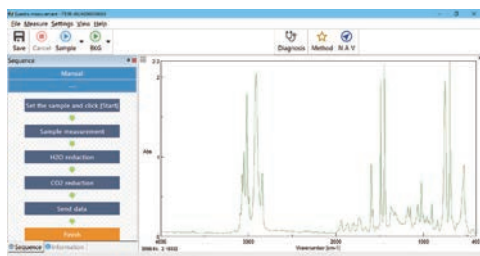 File Measure Settings View Help
Save Cancel Sample BKG Diagnosis Method N A V
Sequence
Manual
Set the sample and click [Start]
Sample measurement
H2O reduction
CO2 reduction
Send data
Finish
Sequence Information
Abs
3000 2000 1000 400
Wavenumber [cm-1]